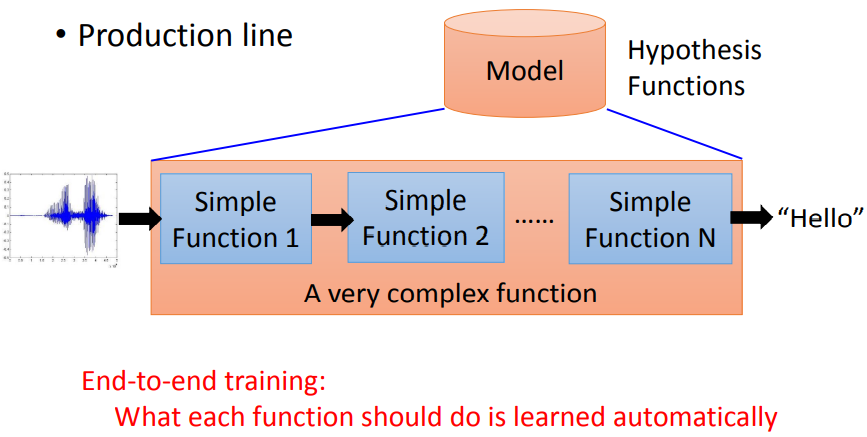 • Production line
Model
Hypothesis
Functions
Simple
Function 1
Simple
Function 2
......
Simple
Function N
"Hello"
A very complex function
End-to-end training:
What each function should do is learned automatically